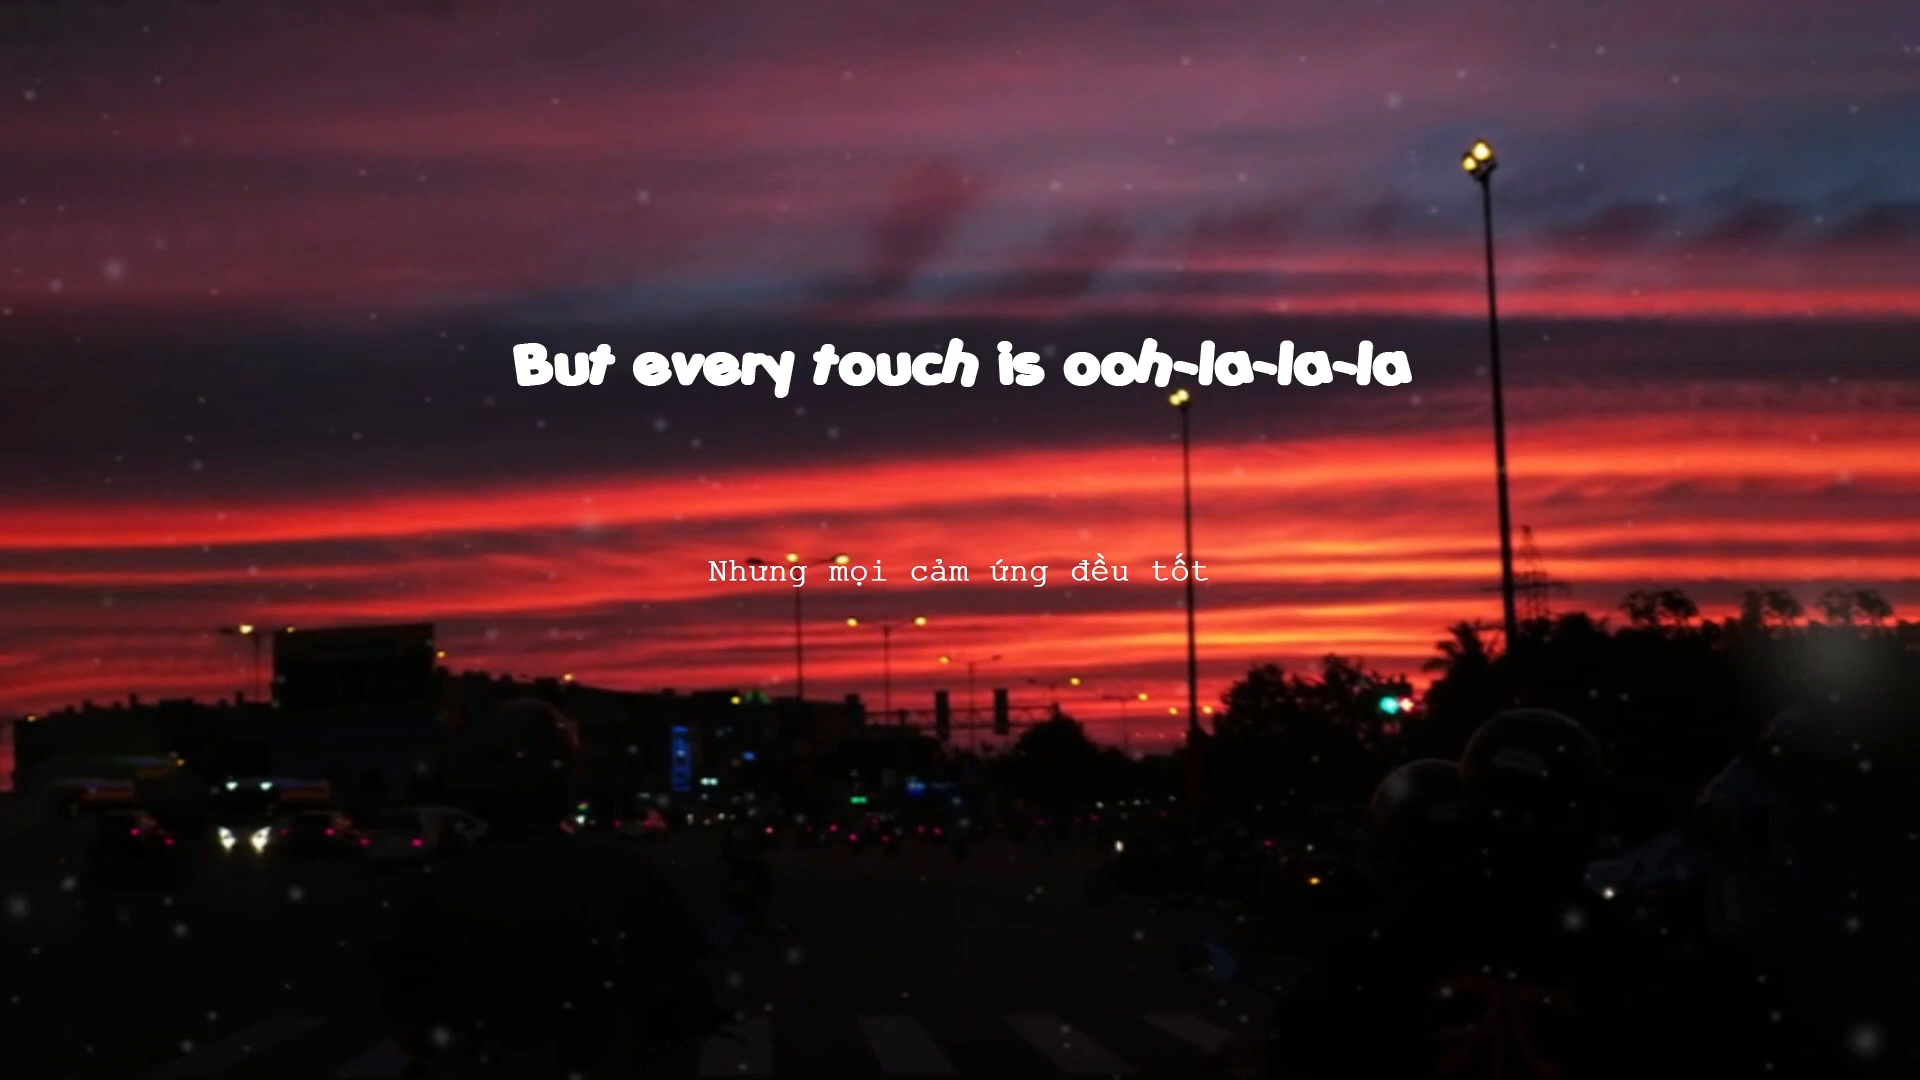 But every touch is ooh-la-la-la
Nhưng mọi cảm ứng đều tốt